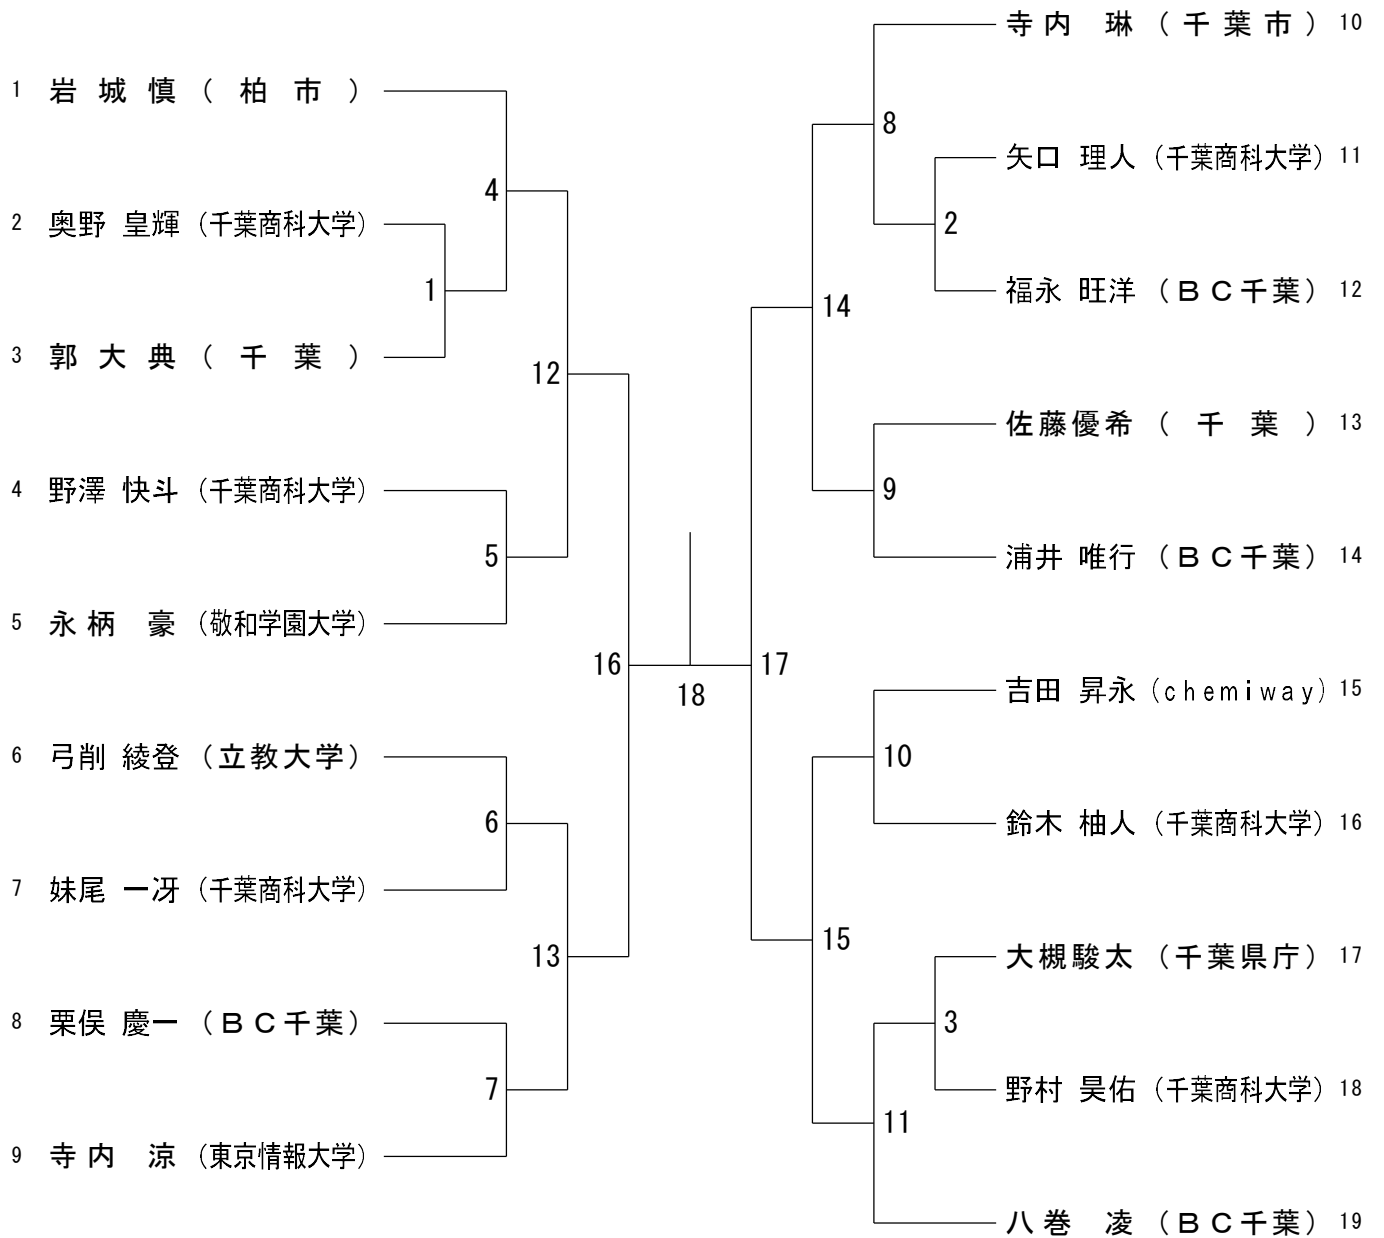 1 岩城慎(柏市)
2 奥野 皇輝(千葉商科大学)
3 郭大典(千葉)
4 野澤 快斗(千葉商科大学)
5 永柄 豪(敬和学園大学)
6 弓削 綾登(立教大学)
7 妹尾 一冴(千葉商科大学)
8 栗俣 慶一(BC千葉)
9 寺内 涼(東京情報大学)
1
4
5
12
6
7
13
16
18
17
14
8
2
9
15
10
3
11
寺内 琳(千葉市) 10
矢口 理人(千葉商科大学) 11
福永 旺洋(BC千葉) 12
佐藤優希(千葉) 13
浦井 唯行(BC千葉) 14
吉田 昇永(chemiway) 15
鈴木 柚人(千葉商科大学) 16
大槻駿太(千葉県庁) 17
野村 昊佑(千葉商科大学) 18
八巻 凌(BC千葉) 19